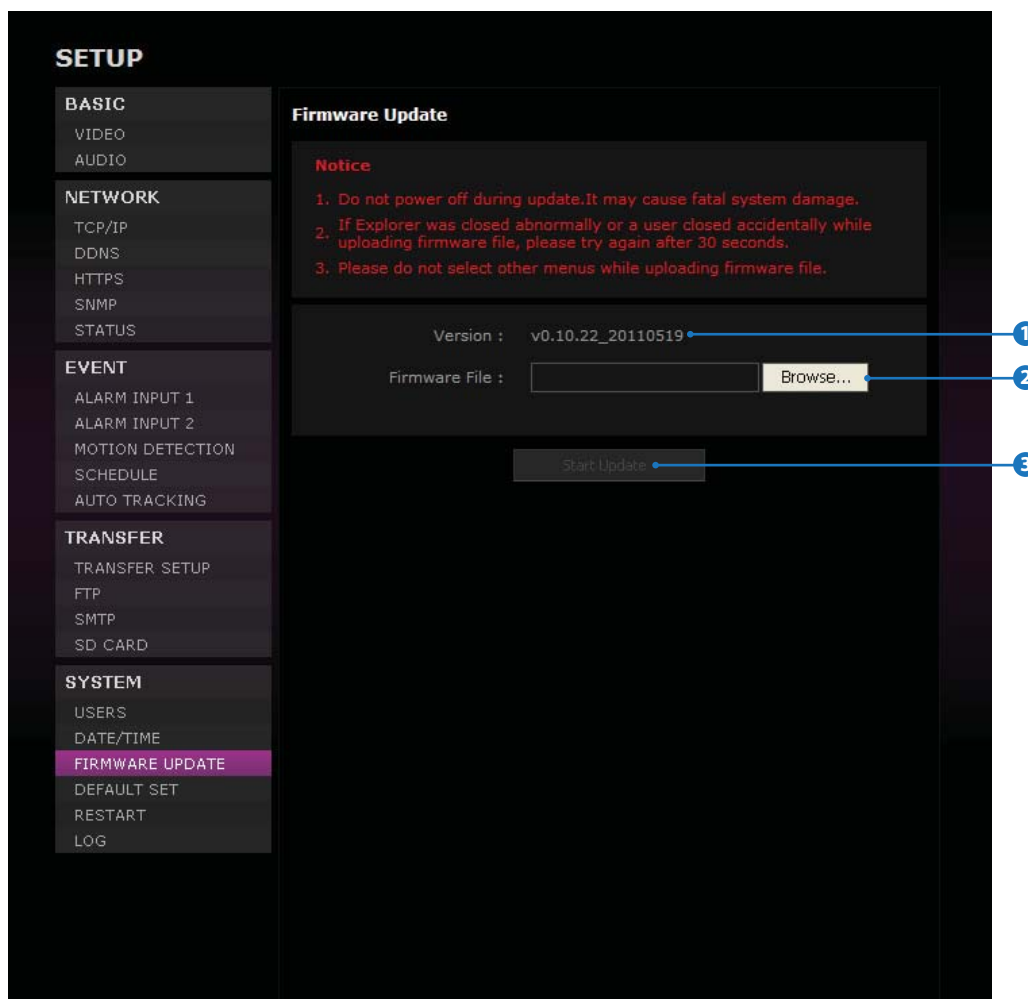 SETUP
BASIC
VIDEO
AUDIO
NETWORK
TCP/IP
DDNS
HTTPS
SNMP
STATUS
EVENT
ALARM INPUT 1
ALARM INPUT 2
MOTION DETECTION
SCHEDULE
AUTO TRACKING
TRANSFER
TRANSFER SETUP
FTP
SMTP
SD CARD
SYSTEM
USERS
DATE/TIME
FIRMWARE UPDATE
DEFAULT SET
RESTART
LOG
Firmware Update
Notice
1. Do not power off during update.It may cause fatal system damage.
2. If Explorer was closed abnormally or a user closed accidentally while
uploading firmware file, please try again after 30 seconds.
3. Please do not select other menus while uploading firmware file.
Version : v0.10.22_20110519 1
Firmware File : Browse... 2
Start Update 3